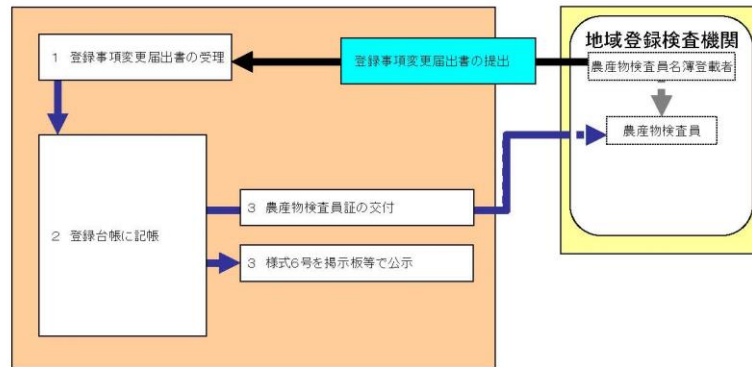 地域登録検査機関
1 登録事項変更届出書の受理
登録事項変更届出書の提出
農産物検査員名簿登載者
農産物検査員
2 登録台帳に記帳
3 農産物検査員証の交付
3 様式6号を掲示板等で公示